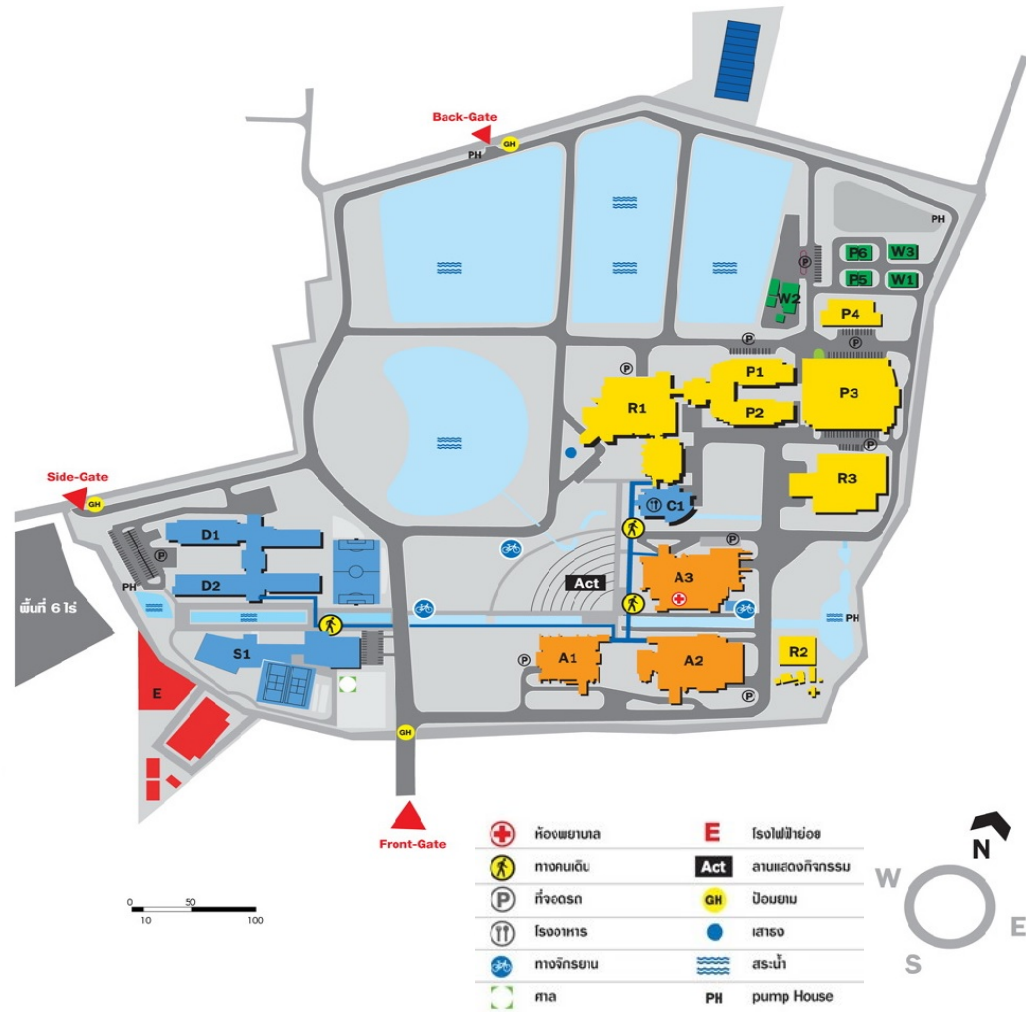 Back-Gate
GH
PH
PH
P6
W3
P
P5
W1
W2
P4
P
P
P
P1
R1
P3
P2
P
Side-Gate
R3
GH
C1
D1
P
P
A3
Act
PH
D2
พื้นที่ 6 ไร่
PH
S1
A1
A2
R2
P
E
P
GH
Front-Gate
ห้องพยาบาล
E
โรงไฟฟ้าย่อย
ทางคนเดิน
Act
ลานแสดงกิจกรรม
P
ที่จอดรถ
GH
ป้อมยาม
โรงอาหาร
เสาธง
ทางจักรยาน
สระน้ำ
ศาล
PH
pump House
N
W
E
S
0
50
10
100